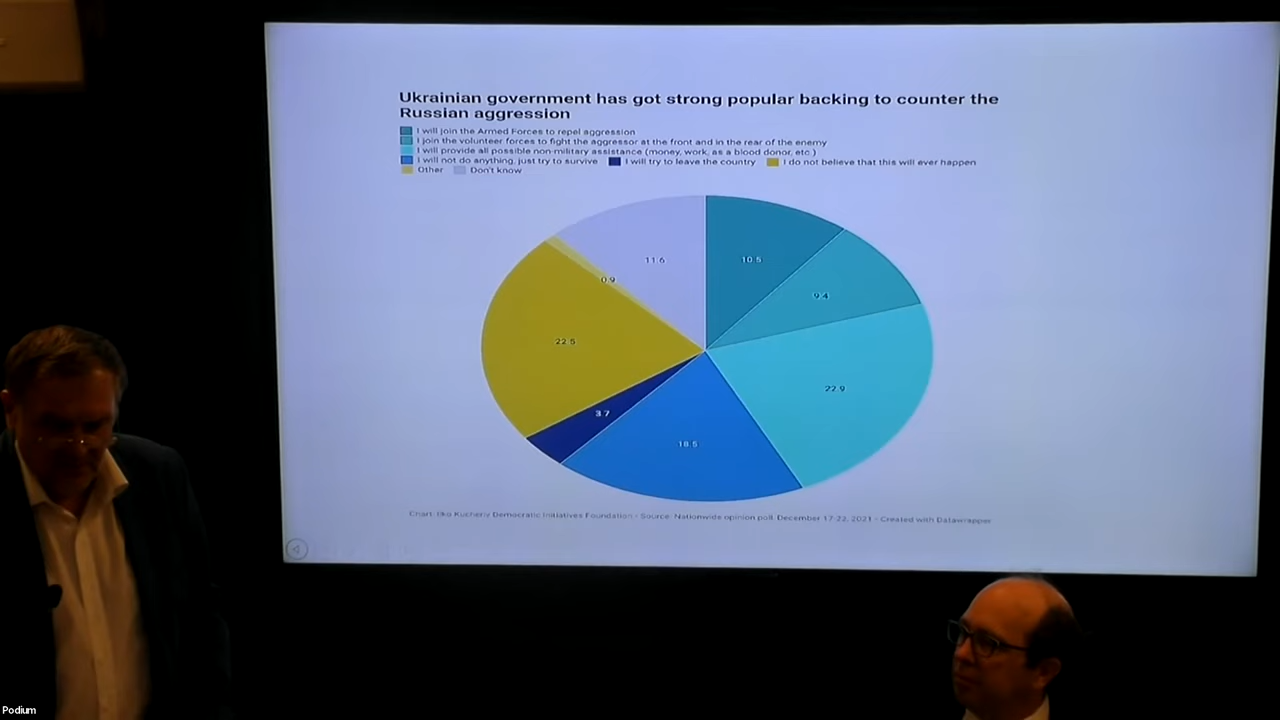 Ukrainian government has got strong popular backing to counter the
Russian aggression
I will join the Armed Forces to repel aggression
I join the volunteer forces to fight the aggressor at the front and in the rear of the enemy
I will provide all possible non-military assistance (money, work, as a blood donor, etc.)
I will not do anything, just try to survive I will try to leave the country I do not believe that this will ever happen
Other Don't know
11.6 10.5
0.9
9.4
22.5
22.9
3.7
18.5
Chart: Ilko Kucheriv Democratic Initiatives Foundation • Source: Nationwide opinion poll, December 17-22, 2021 • Created with Datawrapper
Podium